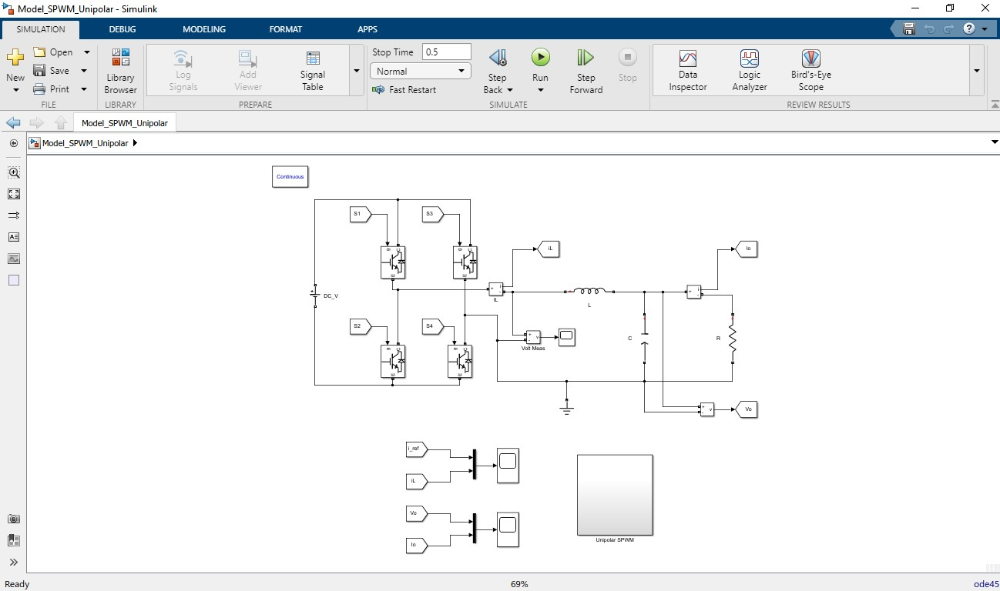 Model_SPWM_Unipolar - Simulink
SIMULATION DEBUG MODELING FORMAT APPS
New
Open
Save
Print
FILE
Library
Browser
LIBRARY
Log
Signals
Add
Viewer
Signal
Table
PREPARE
Stop Time 0.5
Normal
Fast Restart
Step
Back
Run
Step
Forward
Stop
SIMULATE
Data
Inspector
Logic
Analyzer
Bird's-Eye
Scope
REVIEW RESULTS
Model_SPWM_Unipolar
Model_SPWM_Unipolar
Continuous
S1
S3
g C
E
g C
E
iL
Io
+ i
-
IL
+ i
-
L
+
DC_V
S2
S4
g C
E
g C
E
+ v
-
Volt Meas
C
R
+ v
-
Vo
i_ref
iL
Vo
Io
Unipolar SPWM
Ready
69%
ode45